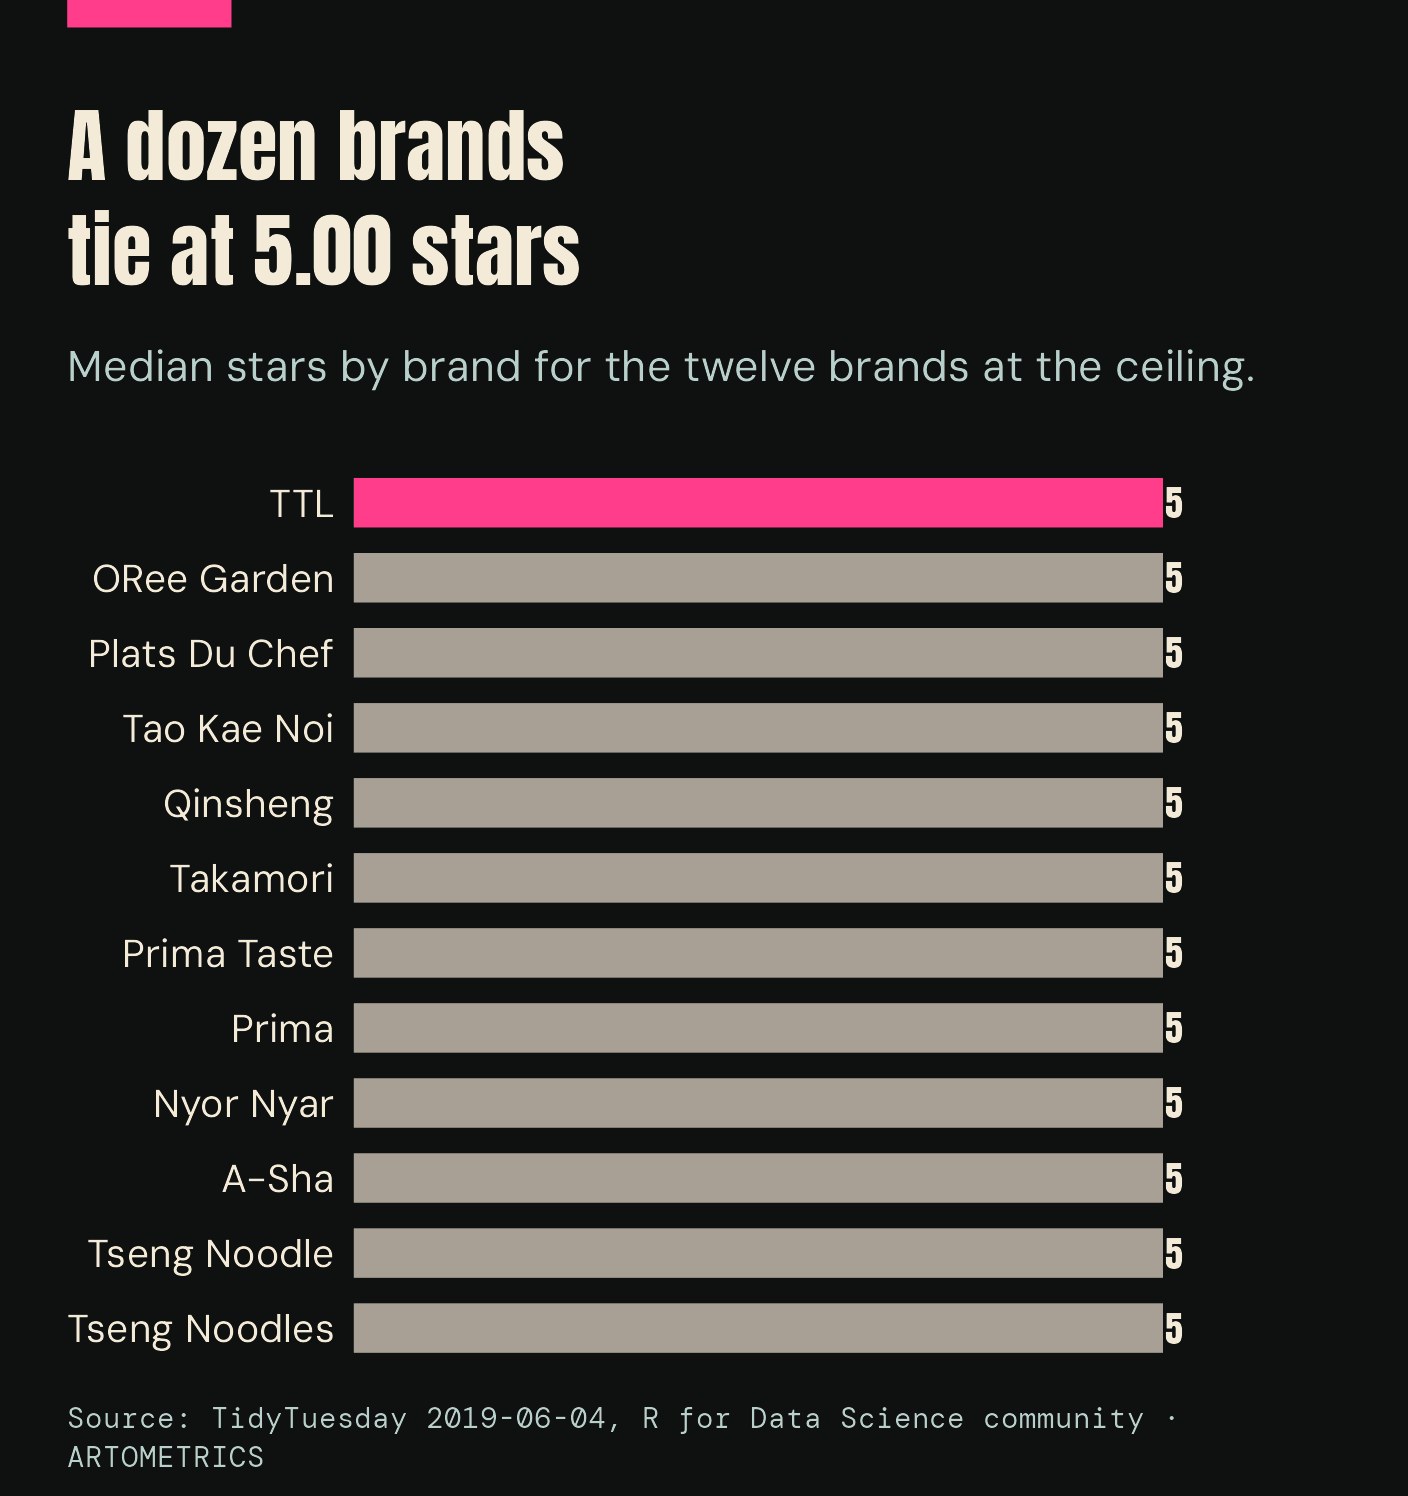 A dozen brands
tie at 5.00 stars
Median stars by brand for the twelve brands at the ceiling.
TTL 5
ORee Garden 5
Plats Du Chef 5
Tao Kae Noi 5
Qinsheng 5
Takamori 5
Prima Taste 5
Prima 5
Nyor Nyar 5
A-Sha 5
Tseng Noodle 5
Tseng Noodles 5
Source: TidyTuesday 2019-06-04, R for Data Science community ·
ARTOMETRICS